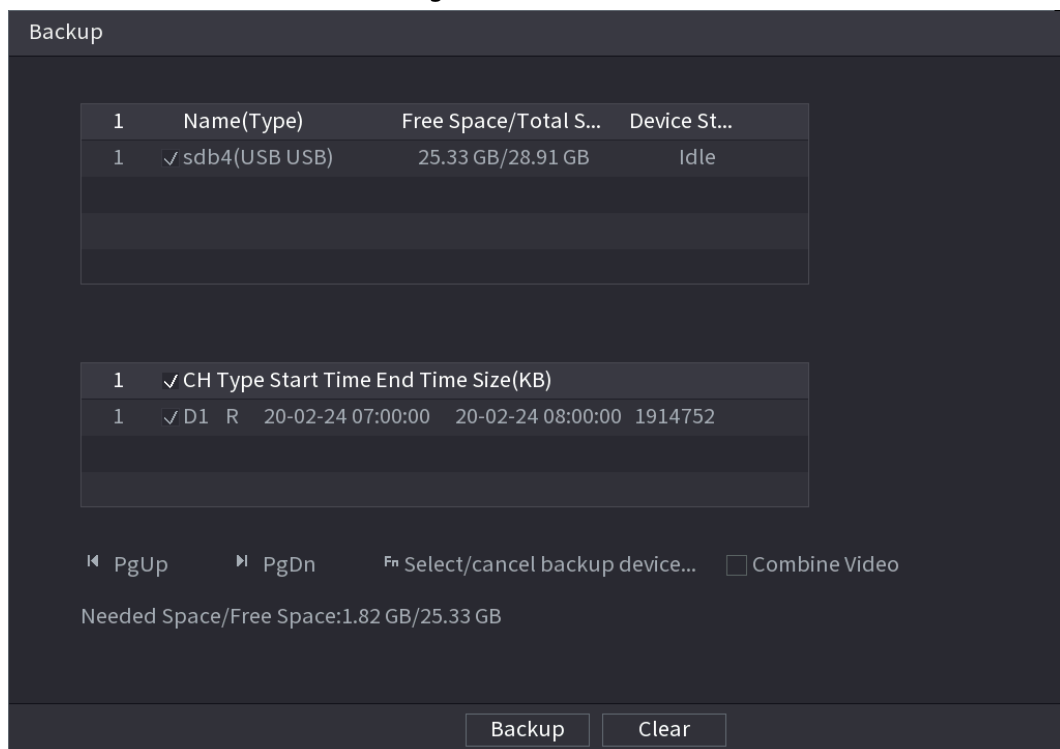 Backup
1 Name(Type) Free Space/Total S... Device St...
1 sdb4(USB USB) 25.33 GB/28.91 GB Idle
1 CH Type Start Time End Time Size(KB)
1 D1 R 20-02-24 07:00:00 20-02-24 08:00:00 1914752
PgUp PgDn Fn Select/cancel backup device... Combine Video
Needed Space/Free Space:1.82 GB/25.33 GB
Backup Clear